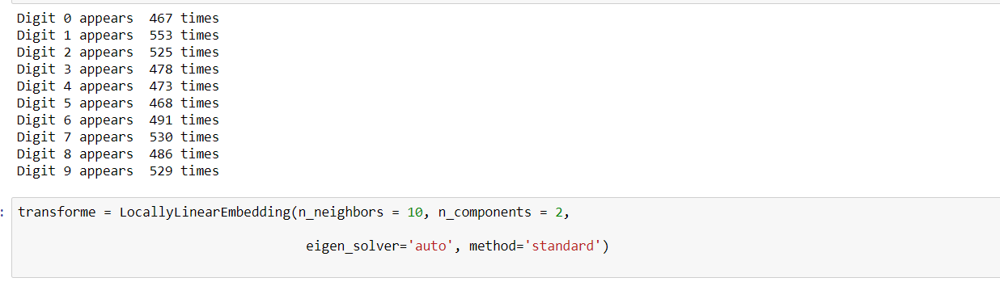 Digit 0 appears  467 times
Digit 1 appears  553 times
Digit 2 appears  525 times
Digit 3 appears  478 times
Digit 4 appears  473 times
Digit 5 appears  468 times
Digit 6 appears  491 times
Digit 7 appears  530 times
Digit 8 appears  486 times
Digit 9 appears  529 times
: transforme = LocallyLinearEmbedding(n_neighbors = 10, n_components = 2,
eigen_solver='auto', method='standard')